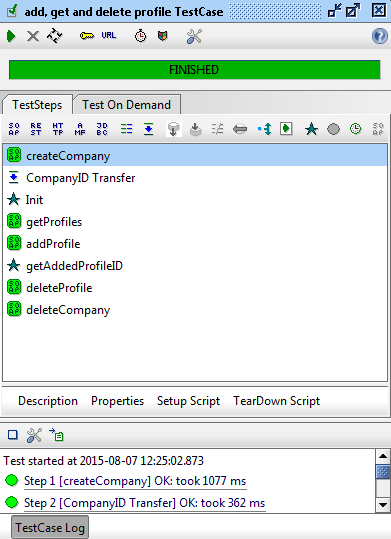 add, get and delete profile TestCase
URL
FINISHED
TestSteps Test On Demand
SO AP RE ST HT TP A MF JD BC SO AP
createCompany
CompanyID Transfer
Init
getProfiles
addProfile
getAddedProfileID
deleteProfile
deleteCompany
Description Properties Setup Script TearDown Script
Test started at 2015-08-07 12:25:02.873
Step 1 [createCompany] OK: took 1077 ms
Step 2 [CompanyID Transfer] OK: took 362 ms
TestCase Log